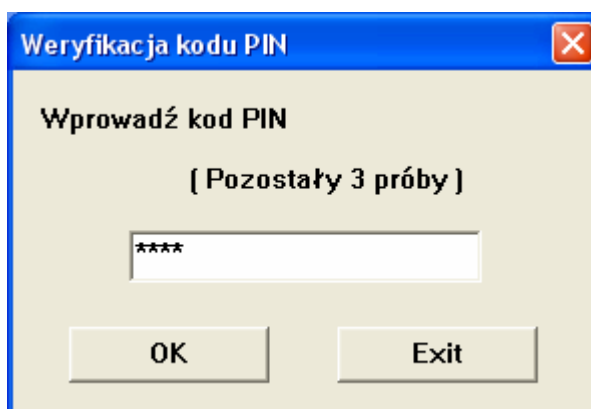 Weryfikacja kodu PIN
Wprowadź kod PIN
( Pozostały 3 próby )
****
OK Exit